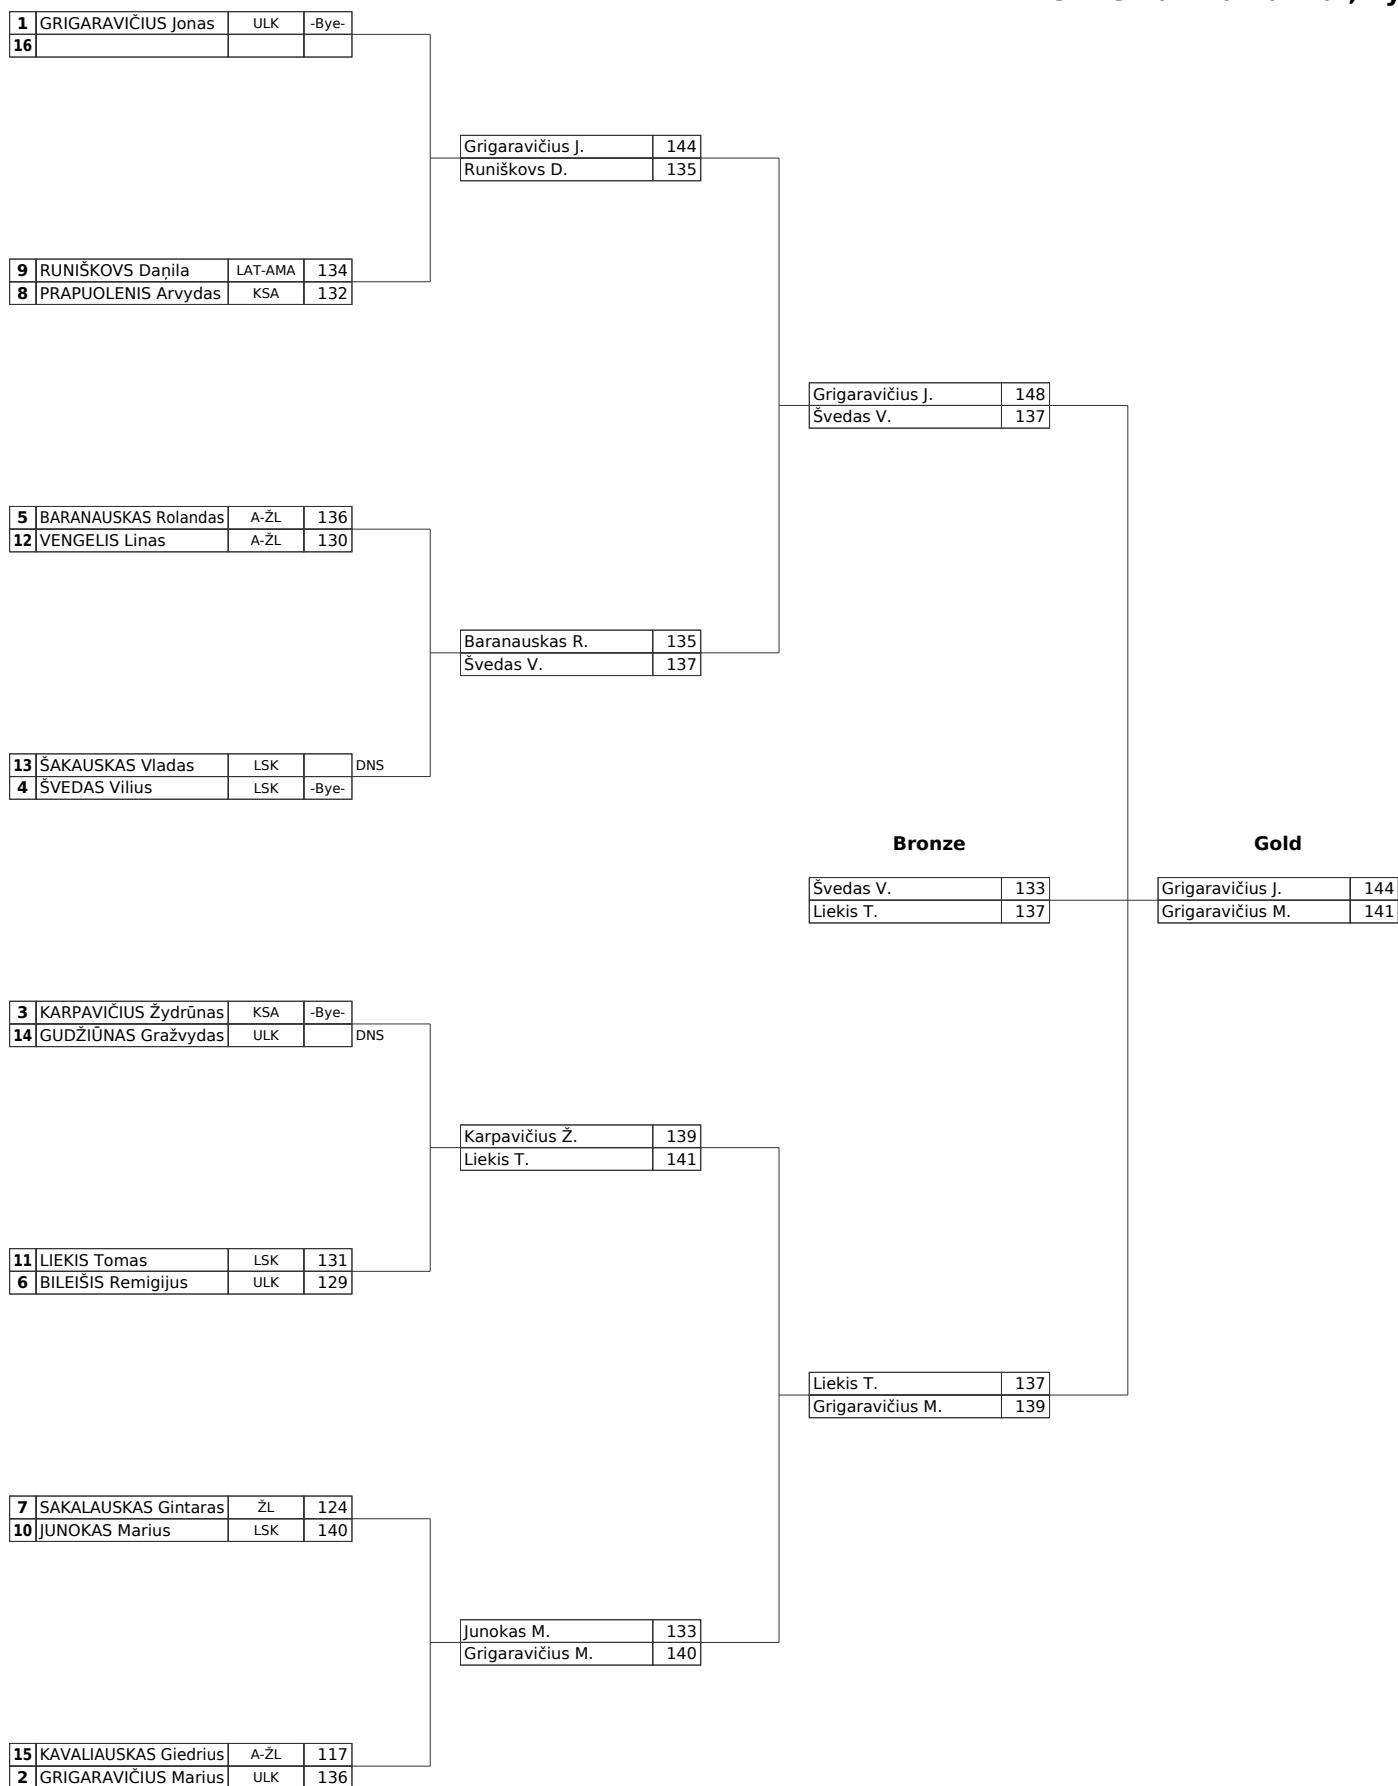 1 GRIGARAVIČIUS Jonas ULK -Bye-
16
Grigaravičius J. 144
Runiškovs D. 135
9 RUNIŠKOVS Daņila LAT-AMA 134
8 PRAPUOLENIS Arvydas KSA 132
Grigaravičius J. 148
Švedas V. 137
5 BARANAUSKAS Rolandas A-ŽL 136
12 VENGELIS Linas A-ŽL 130
Baranauskas R. 135
Švedas V. 137
13 ŠAKAUSKAS Vladas LSK DNS
4 ŠVEDAS Vilius LSK -Bye-
Bronze Gold
Švedas V. 133 Grigaravičius J. 144
Liekis T. 137 Grigaravičius M. 141
3 KARPAVIČIUS Žydrūnas KSA -Bye-
14 GUDŽIŪNAS Gražvydas ULK DNS
Karpavičius Ž. 139
Liekis T. 141
11 LIEKIS Tomas LSK 131
6 BILEIŠIS Remigijus ULK 129
Liekis T. 137
Grigaravičius M. 139
7 SAKALAUSKAS Gintaras ŽL 124
10 JUNOKAS Marius LSK 140
Junokas M. 133
Grigaravičius M. 140
15 KAVALIAUSKAS Giedrius A-ŽL 117
2 GRIGARAVIČIUS Marius ULK 136